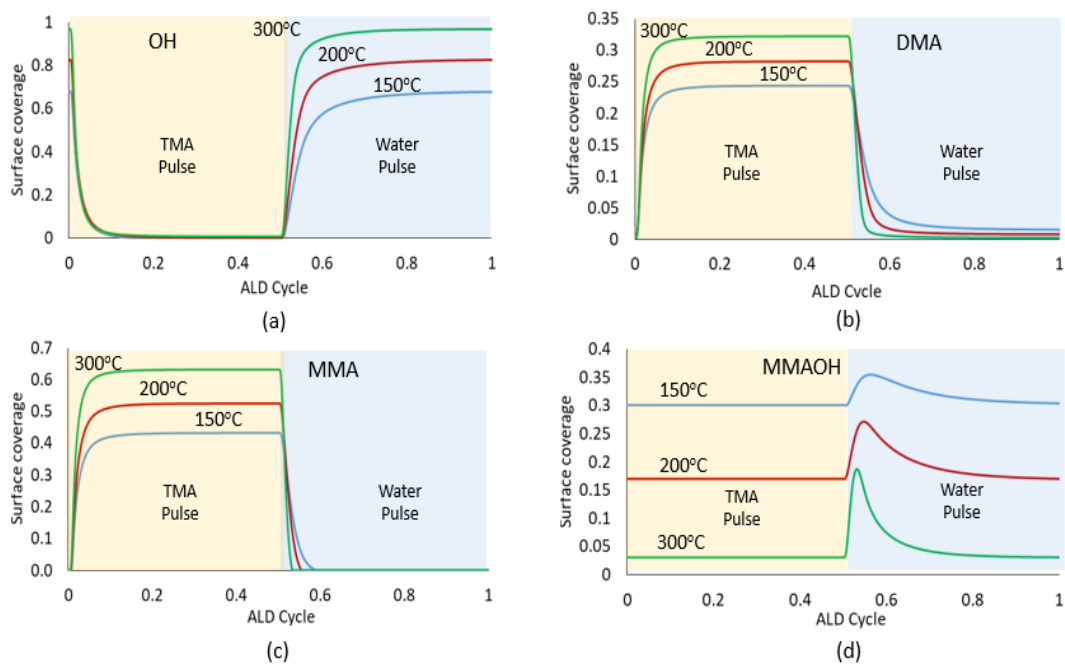 1
0.8
0.6
0.4
0.2
0
Surface coverage
OH
300°C
200°C
150°C
TMA
Pulse
Water
Pulse
0 0.2 0.4 0.6 0.8 1
ALD Cycle
(a)
0.35
0.3
0.25
0.2
0.15
0.1
0.05
0
Surface coverage
DMA
300°C
200°C
150°C
TMA
Pulse
Water
Pulse
0 0.2 0.4 0.6 0.8 1
ALD Cycle
(b)
0.7
0.6
0.5
0.4
0.3
0.2
0.1
0.0
Surface coverage
MMA
300°C
200°C
150°C
TMA
Pulse
Water
Pulse
0 0.2 0.4 0.6 0.8 1
ALD Cycle
(c)
0.4
0.35
0.3
0.25
0.2
0.15
0.1
0.05
0
Surface coverage
MMAOH
150°C
200°C
300°C
TMA
Pulse
Water
Pulse
0 0.2 0.4 0.6 0.8 1
ALD Cycle
(d)